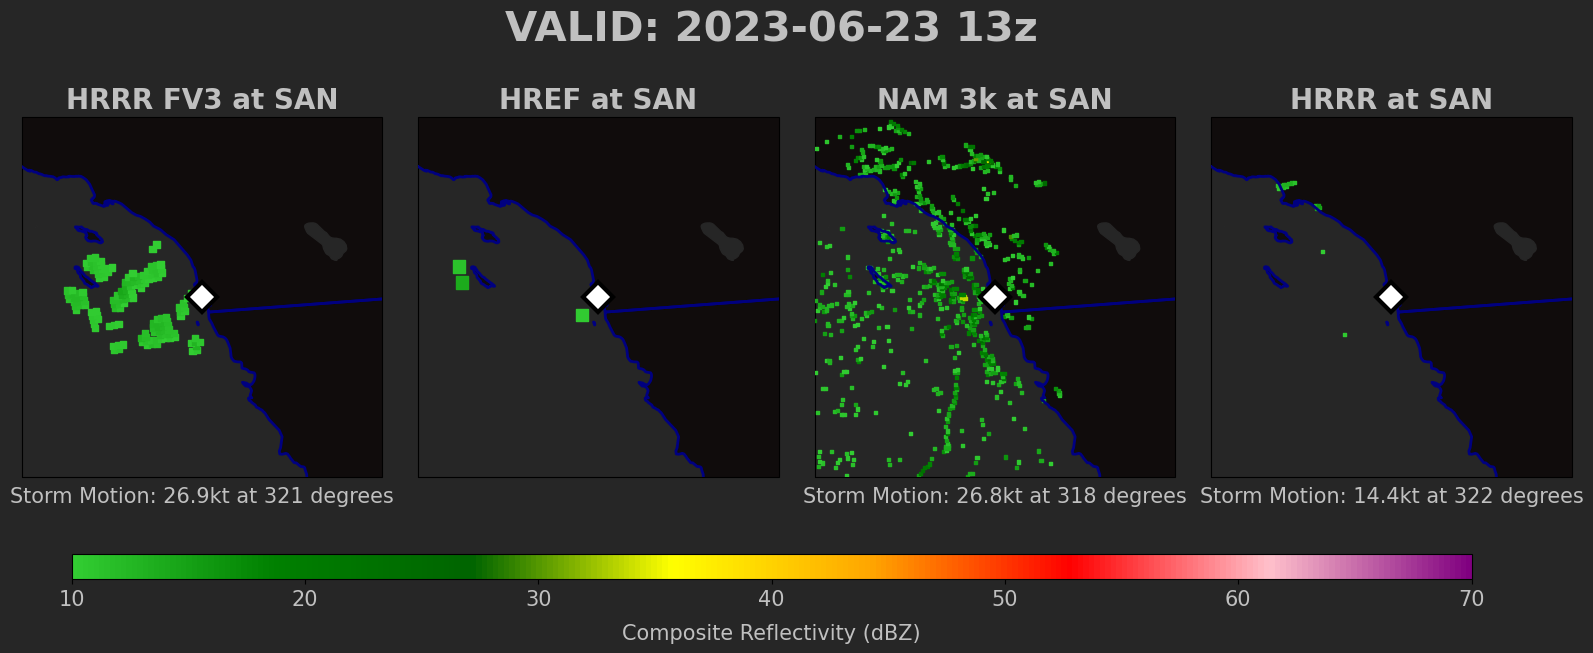 VALID: 2023-06-23 13z
HRRR FV3 at SAN
HREF at SAN
NAM 3k at SAN
HRRR at SAN
Storm Motion: 26.9kt at 321 degrees
Storm Motion: 26.8kt at 318 degrees
Storm Motion: 14.4kt at 322 degrees
10 20 30 40 50 60 70
Composite Reflectivity (dBZ)